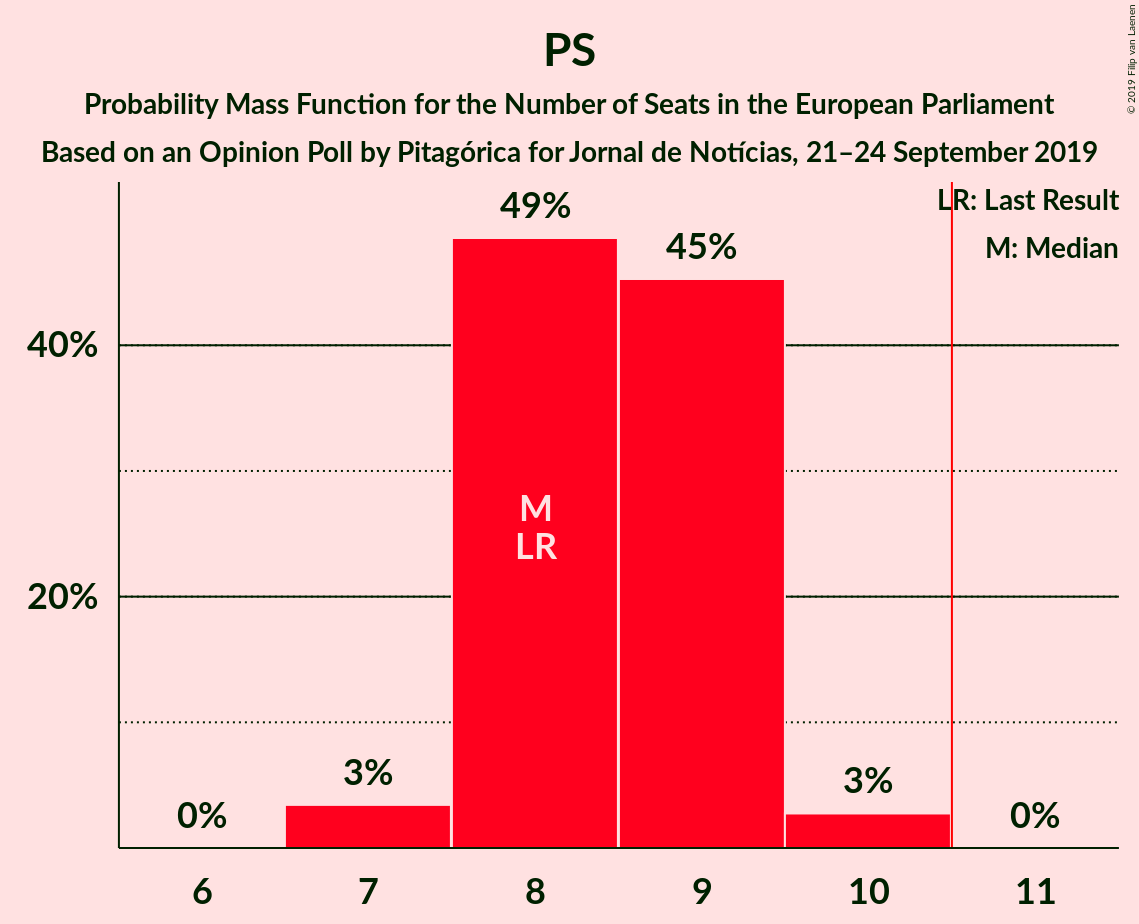 PS
Probability Mass Function for the Number of Seats in the European Parliament
Based on an Opinion Poll by Pitagórica for Jornal de Notícias, 21–24 September 2019
© 2019 Filip van Laenen
LR: Last Result
M: Median
49%
45%
40%
M
LR
20%
3%
3%
0%
0%
6 7 8 9 10 11